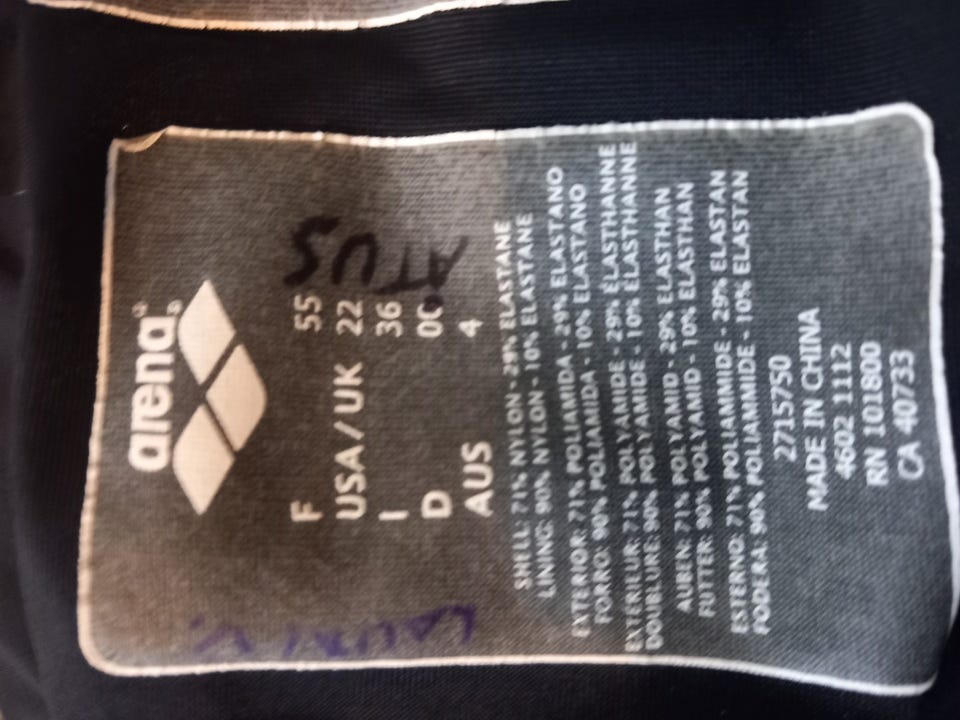 arena
F 55
USA/UK 22
I 36
D 00
AUS 4
ATUS
SHELL: 71% NYLON - 29% ELASTANE
LINING: 90% NYLON - 10% ELASTANE
EXTERIOR: 71% POLIAMIDA - 29% ELASTANO
FORRO: 90% POLIAMIDA - 10% ELASTANO
EXTERIEUR: 71% POLYAMIDE - 29% ELASTHANNE
DOUBLURE: 90% POLYAMIDE - 10% ELASTHANNE
AUBEN: 71% POLYAMID - 29% ELASTHAN
FUTTER: 90% POLYAMID - 10% ELASTHAN
ESTERNO: 71% POLIAMMIDE - 29% ELASTAN
FODERA: 90% POLIAMMIDE - 10% ELASTAN
2715750
MADE IN CHINA
4602 1112
RN 101800
CA 40733